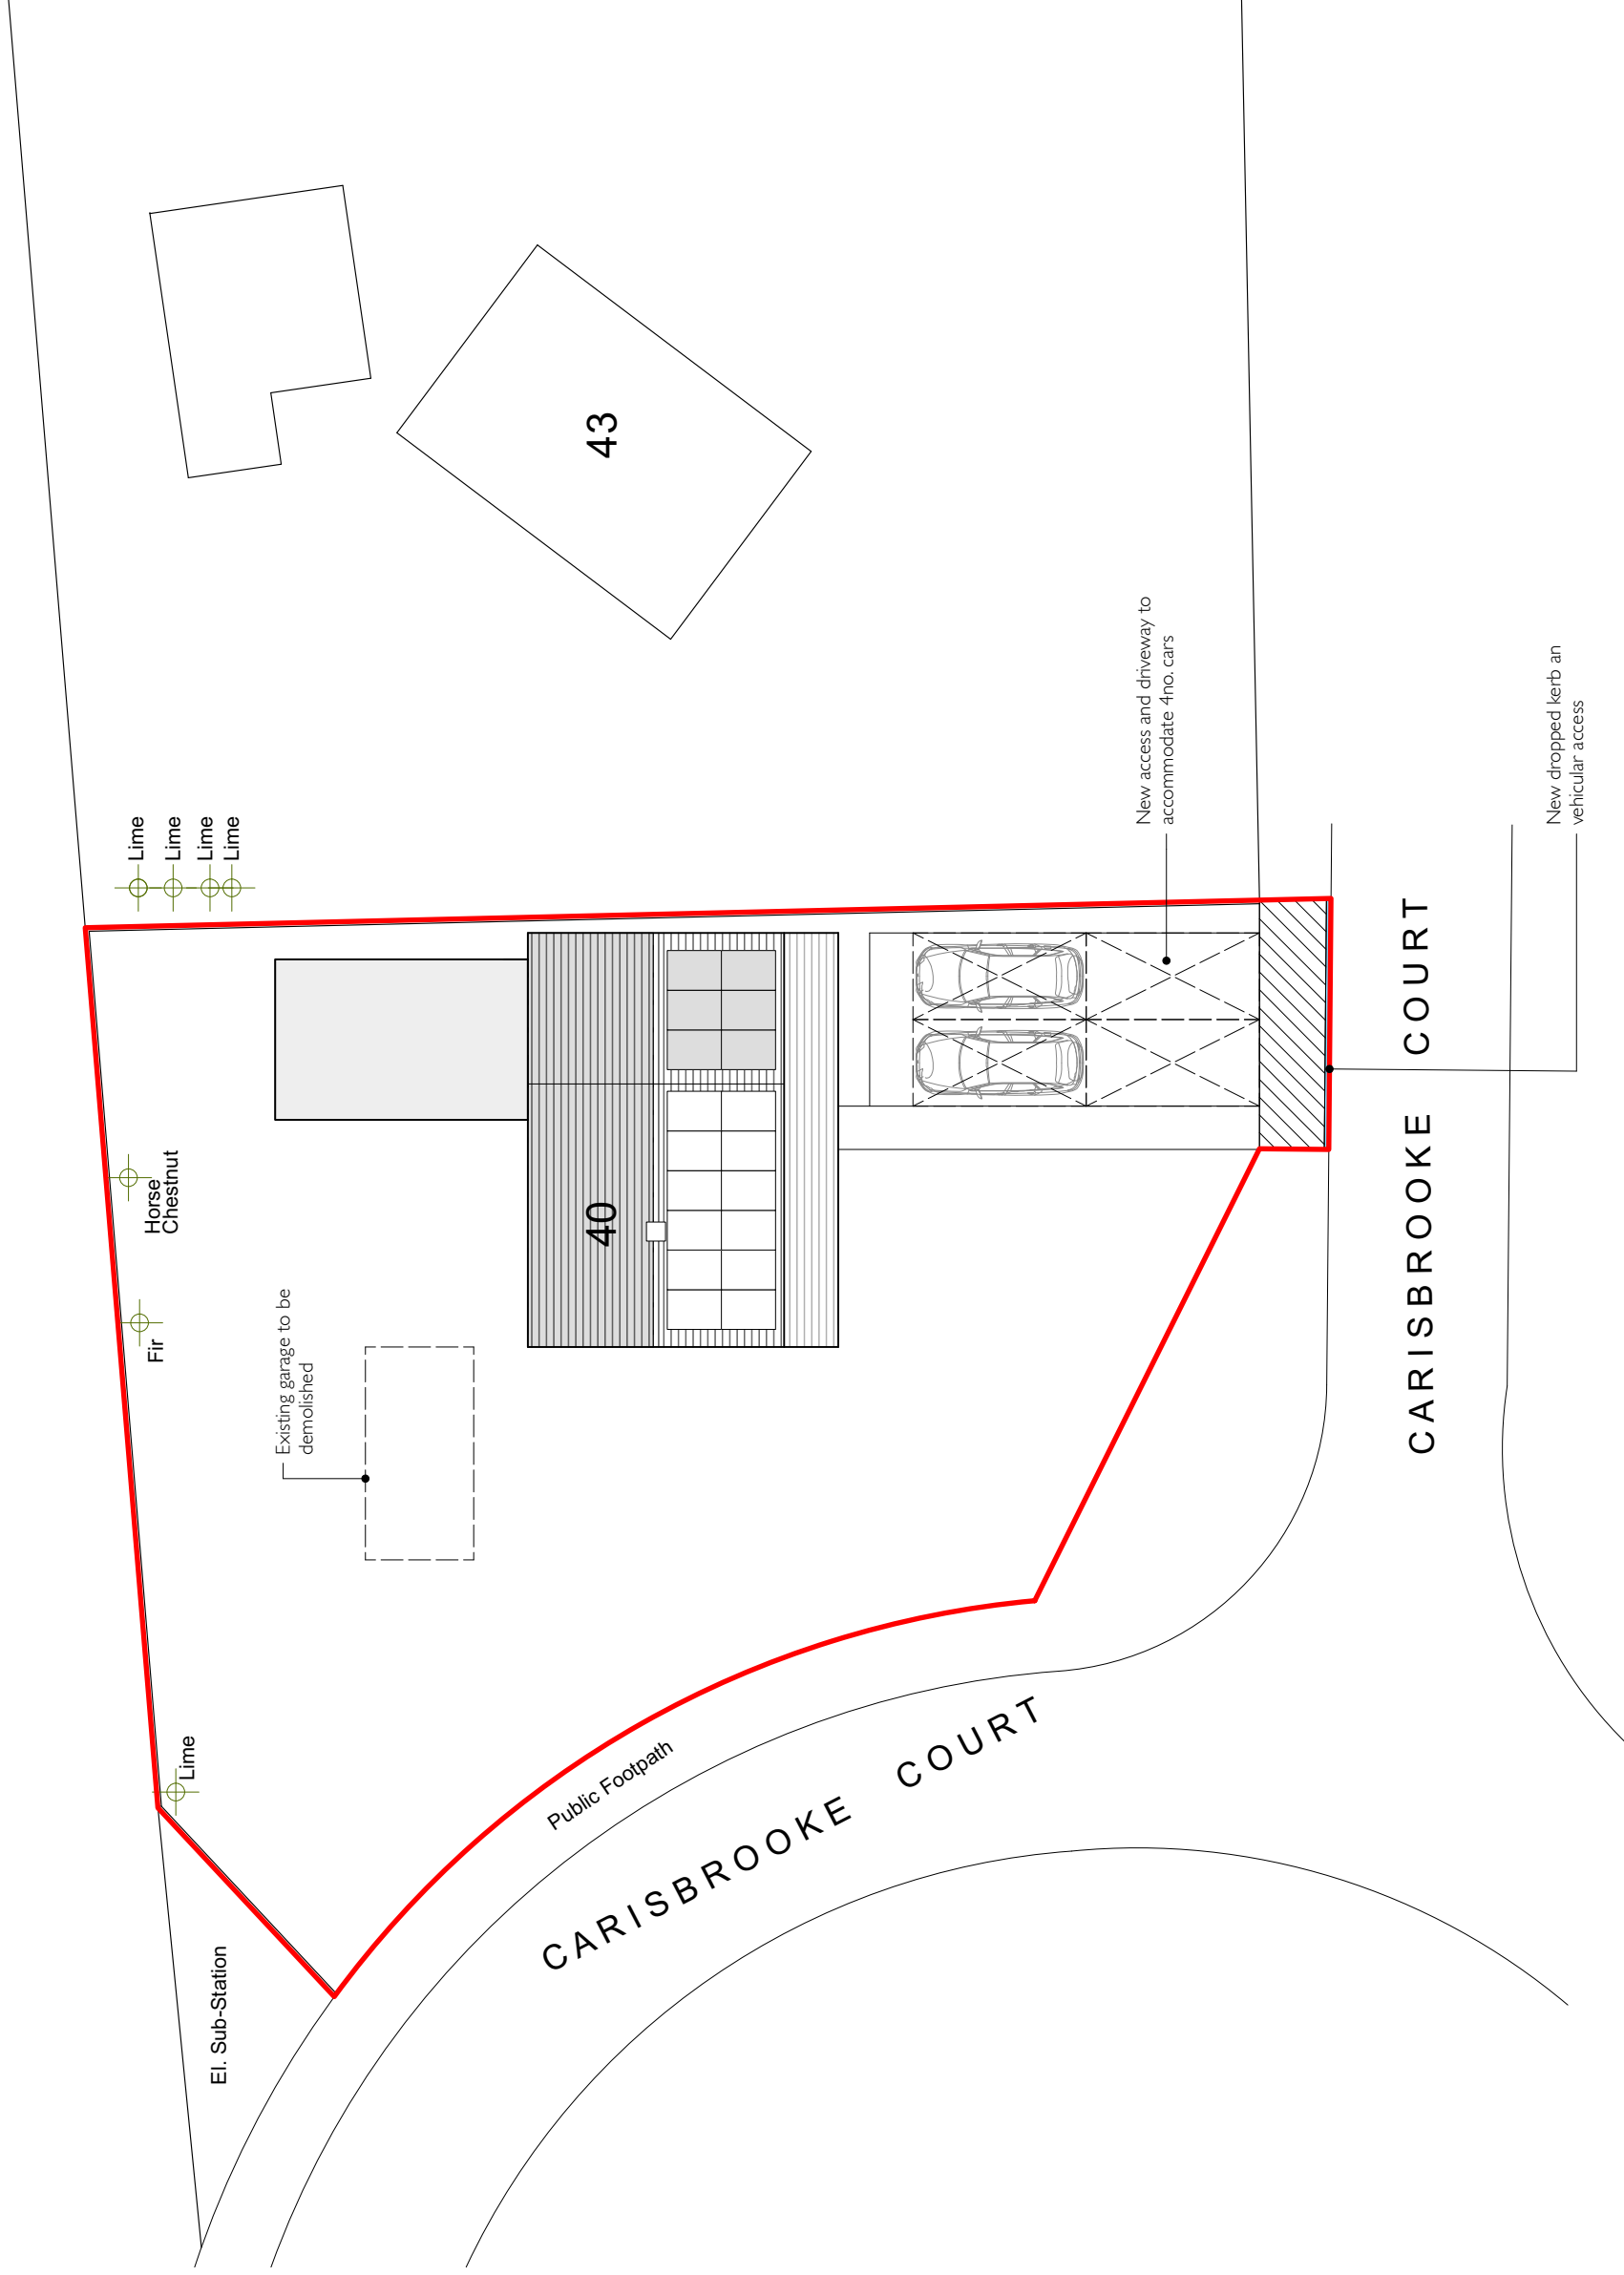 Lime
Lime
Lime
Lime
Horse
Chestnut
Fir
Lime
El. Sub-Station
Existing garage to be
demolished
43
40
Public Footpath
CARISBROOKE COURT
New access and driveway to
accommodate 4no. cars
CARISBROOKE COURT
New dropped kerb an
vehicular access